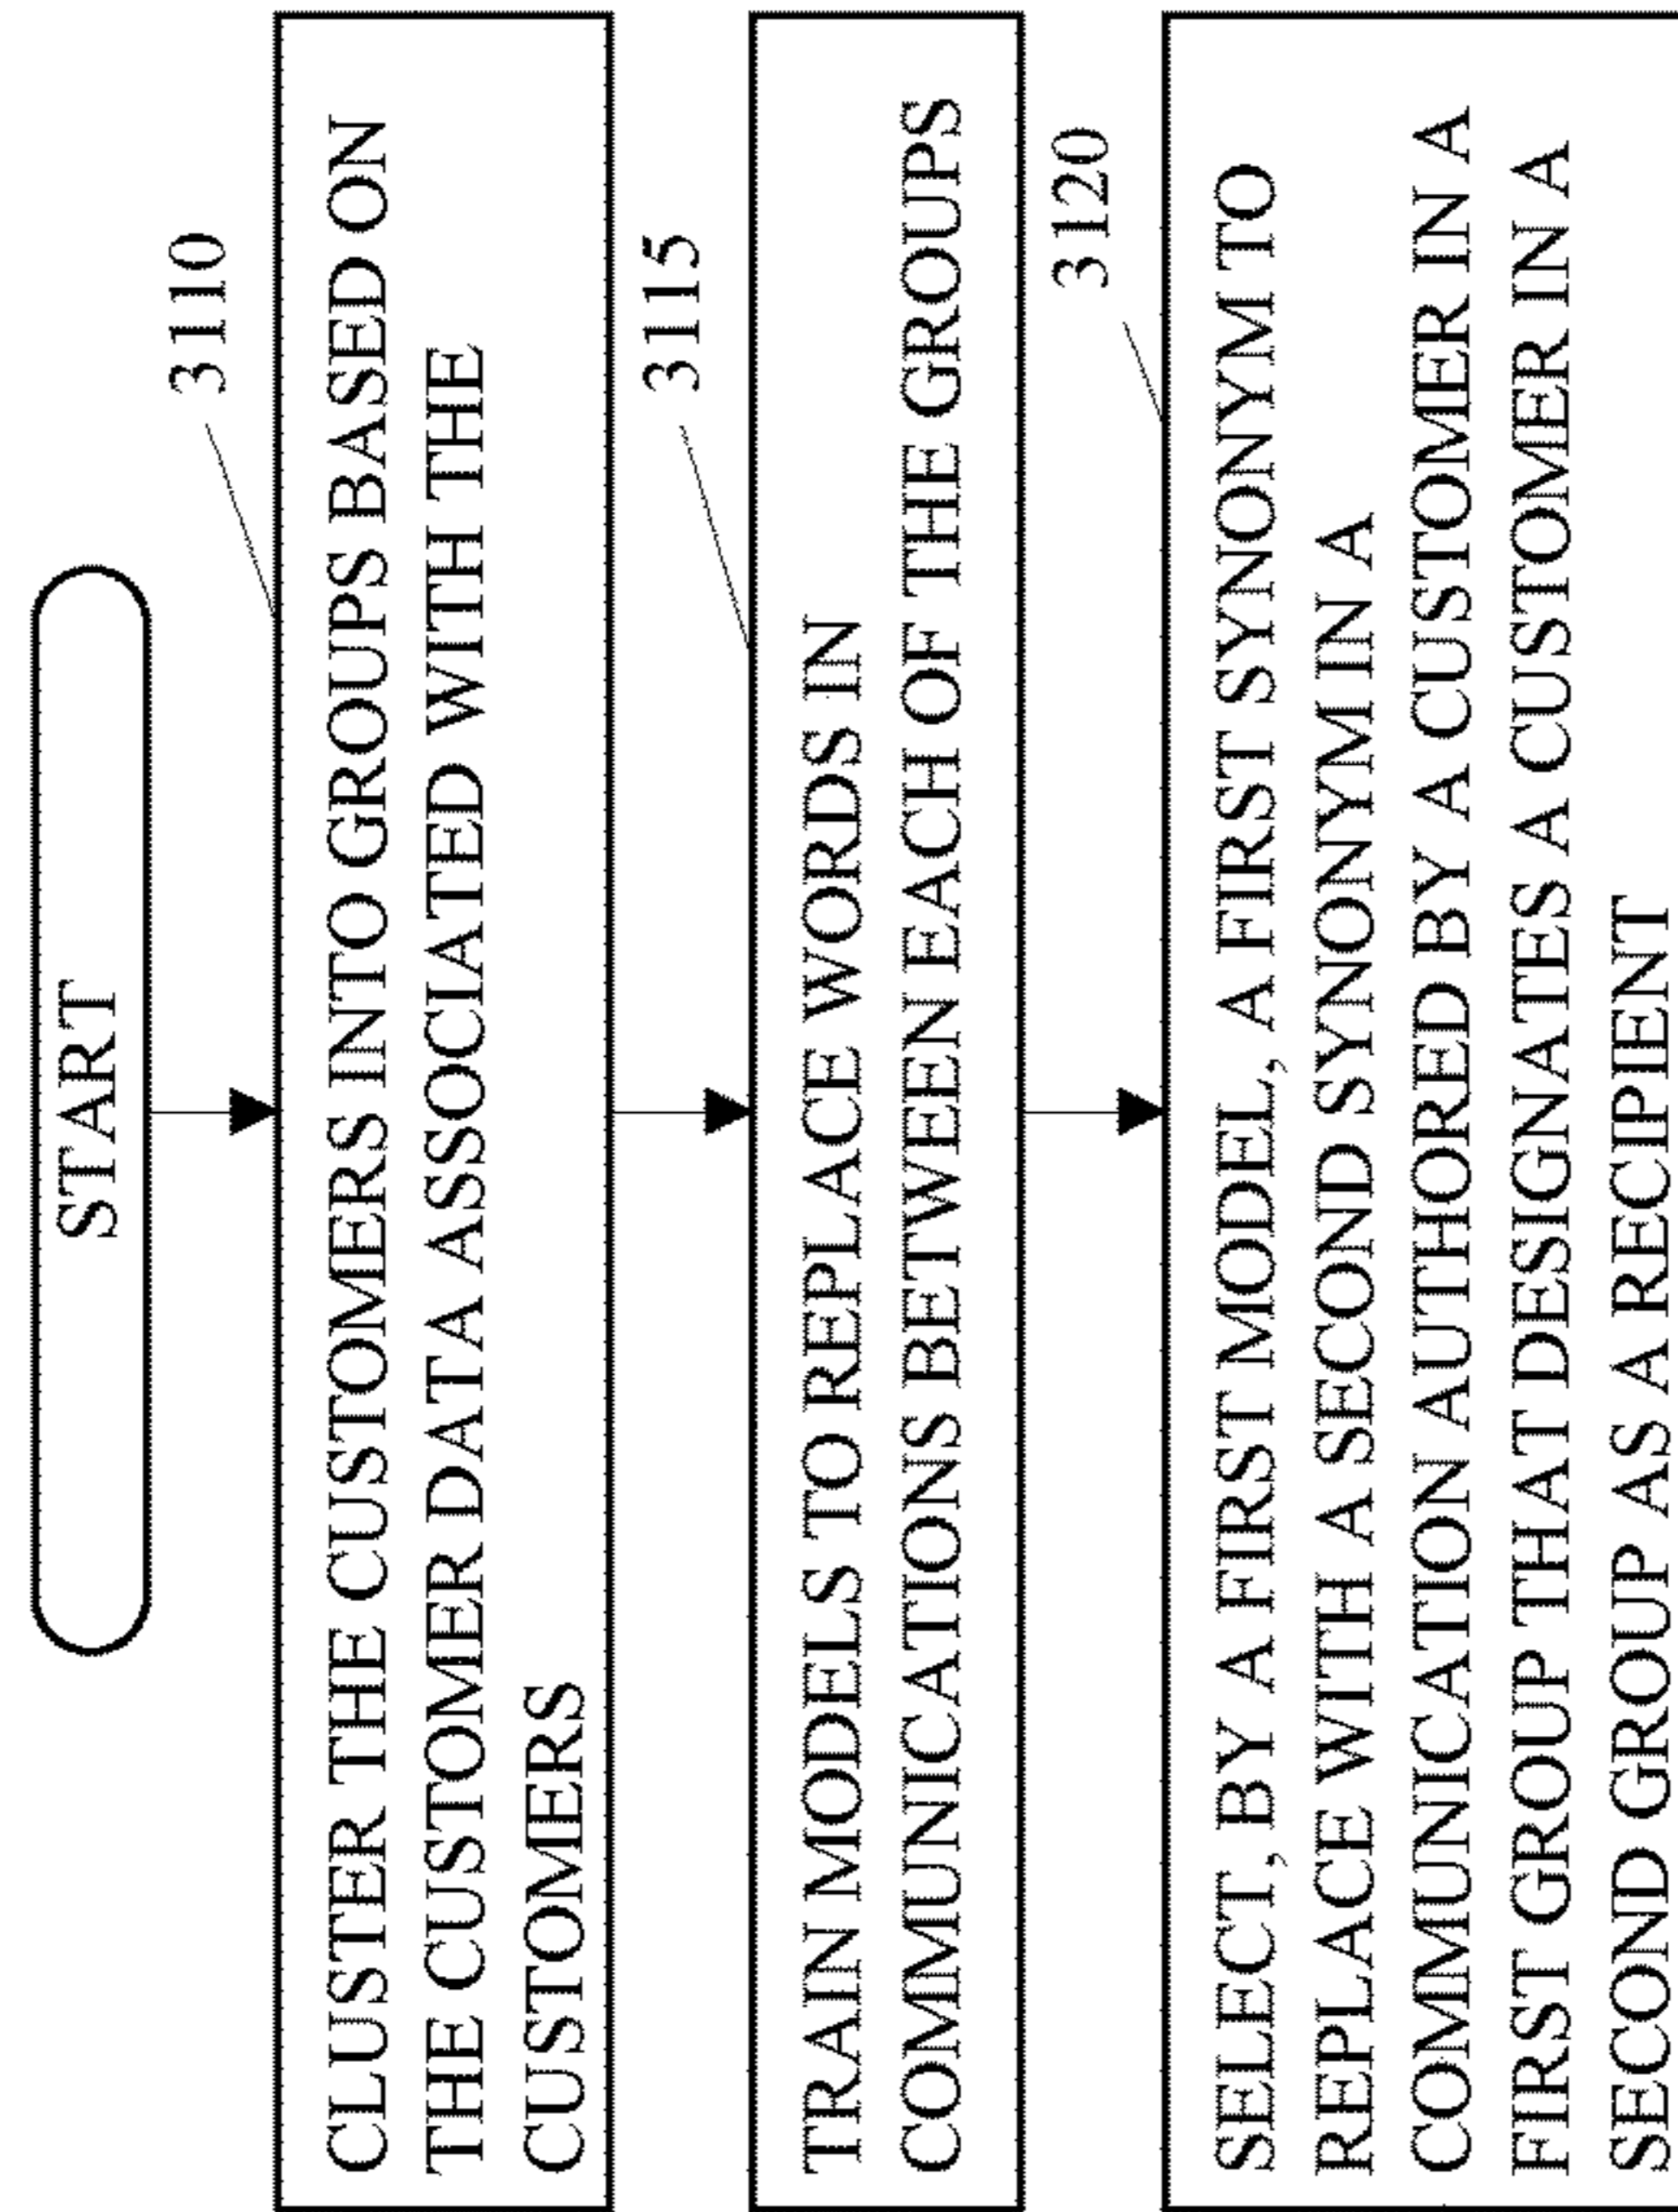 START
3110
CLUSTER THE CUSTOMERS INTO GROUPS BASED ON
THE CUSTOMER DATA ASSOCIATED WITH THE
CUSTOMERS
3115
TRAIN MODELS TO REPLACE WORDS IN
COMMUNICATIONS BETWEEN EACH OF THE GROUPS
3120
SELECT, BY A FIRST MODEL, A FIRST SYNONYM TO
REPLACE WITH A SECOND SYNONYM IN A
COMMUNICATION AUTHORED BY A CUSTOMER IN A
FIRST GROUP THAT DESIGNATES A CUSTOMER IN A
SECOND GROUP AS A RECIPIENT